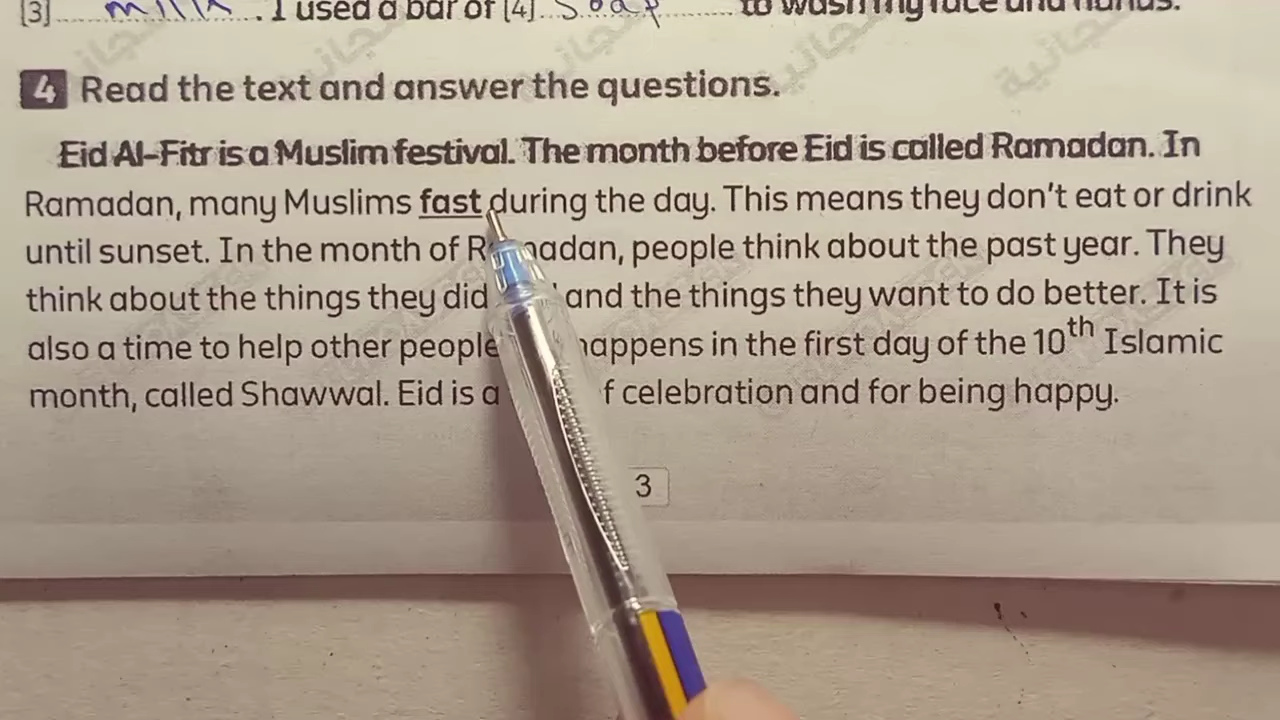 [3] milk . I used a bar of [4] Soap to wash my face and hands.
4 Read the text and answer the questions.
Eid Al-Fitr is a Muslim festival. The month before Eid is called Ramadan. In
Ramadan, many Muslims fast during the day. This means they don't eat or drink
until sunset. In the month of R adan, people think about the past year. They
think about the things they did and the things they want to do better. It is
also a time to help other people happens in the first day of the 10th Islamic
month, called Shawwal. Eid is a f celebration and for being happy.
3